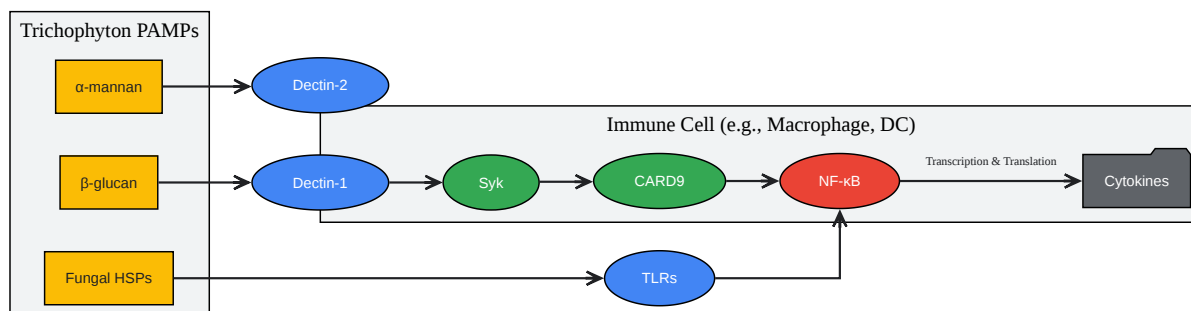 Trichophyton PAMPs
α-mannan
Dectin-2
Immune Cell (e.g., Macrophage, DC)
β-glucan
Dectin-1
Syk
CARD9
NF-κB
Transcription & Translation
Cytokines
Fungal HSPs
TLRs